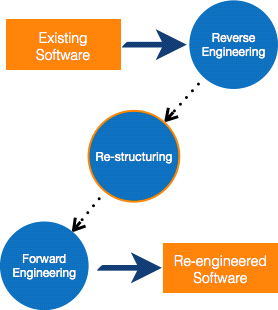 Existing
Software
Reverse
Engineering
Re-structuring
Forward
Engineering
Re-engineered
Software